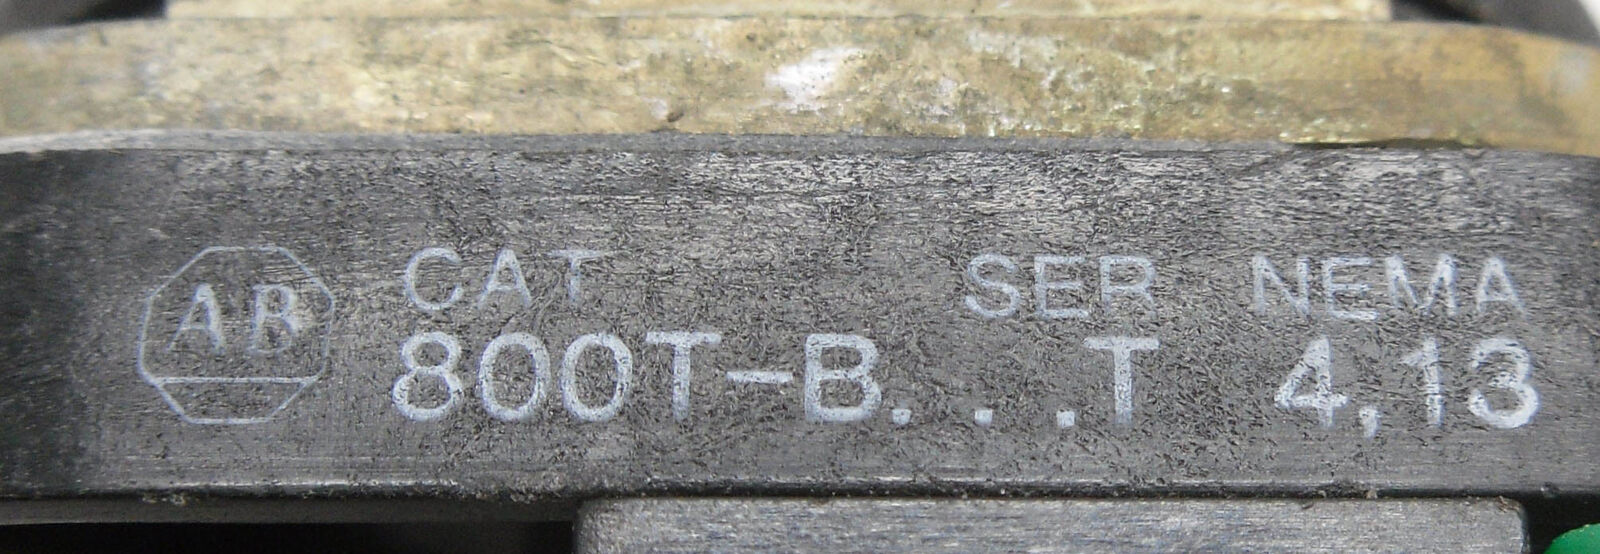 AB CAT SER NEMA
800T-B...T 4,13